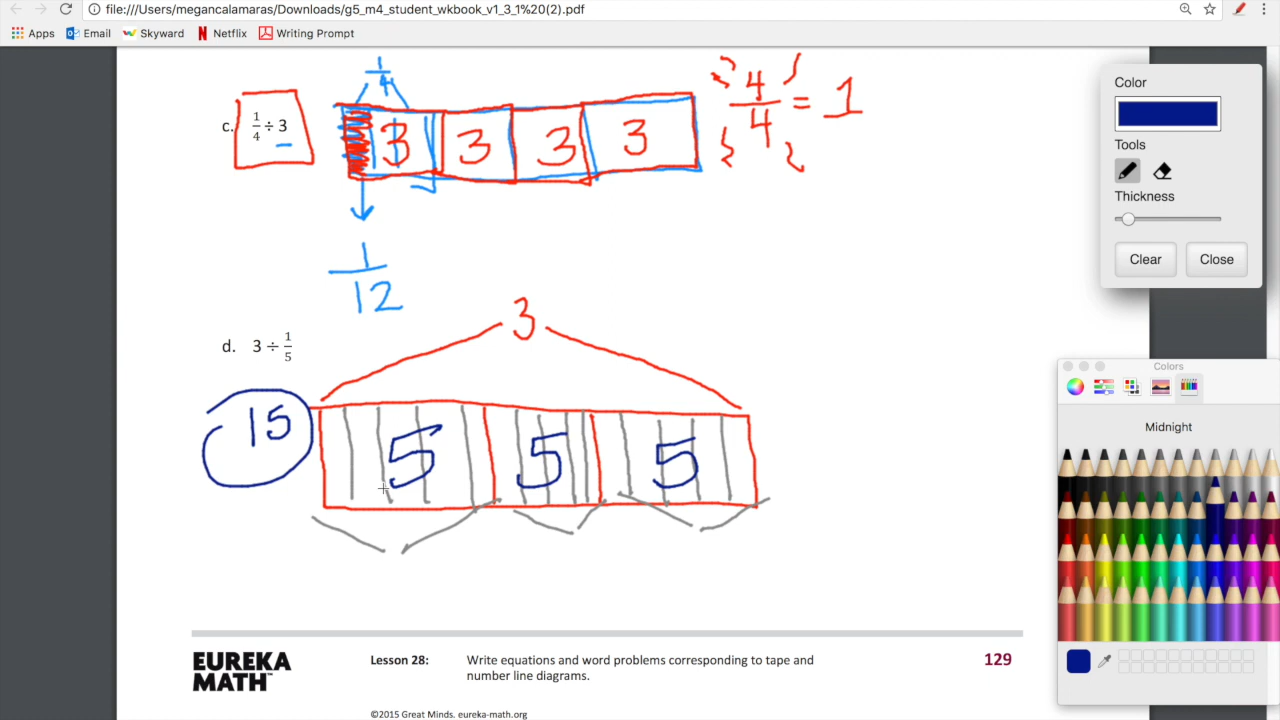 file:///Users/megancalamaras/Downloads/g5_m4_student_wkbook_v1_3_1%20(2).pdf
Apps Email Skyward Netflix Writing Prompt
1/4
4/4 = 1
c. 1/4 ÷ 3
3 3 3 3
1/12
3
d. 3 ÷ 1/5
15
5 5 5
EUREKA MATH™
Lesson 28: Write equations and word problems corresponding to tape and
number line diagrams.
129
©2015 Great Minds. eureka-math.org
Color
Tools
Thickness
Clear Close
Colors
Midnight